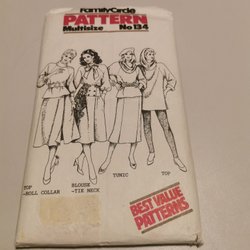 FamilyCircle
PATTERN
Multisize No 134
TOP
-ROLL COLLAR
BLOUSE
-TIE NECK
TUNIC
TOP
BEST VALUE
PATTERNS